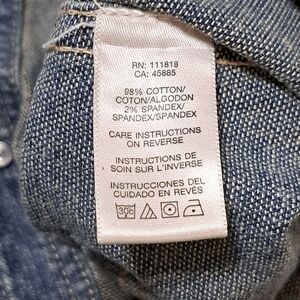 RN: 111818
CA: 45885
98% COTTON/
COTON/ALGODON
2% SPANDEX/
SPANDEX/SPANDEX
CARE INSTRUCTIONS
ON REVERSE
INSTRUCTIONS DE
SOIN SUR L'INVERSE
INSTRUCCIONES DEL
CUIDADO EN REVES
30C